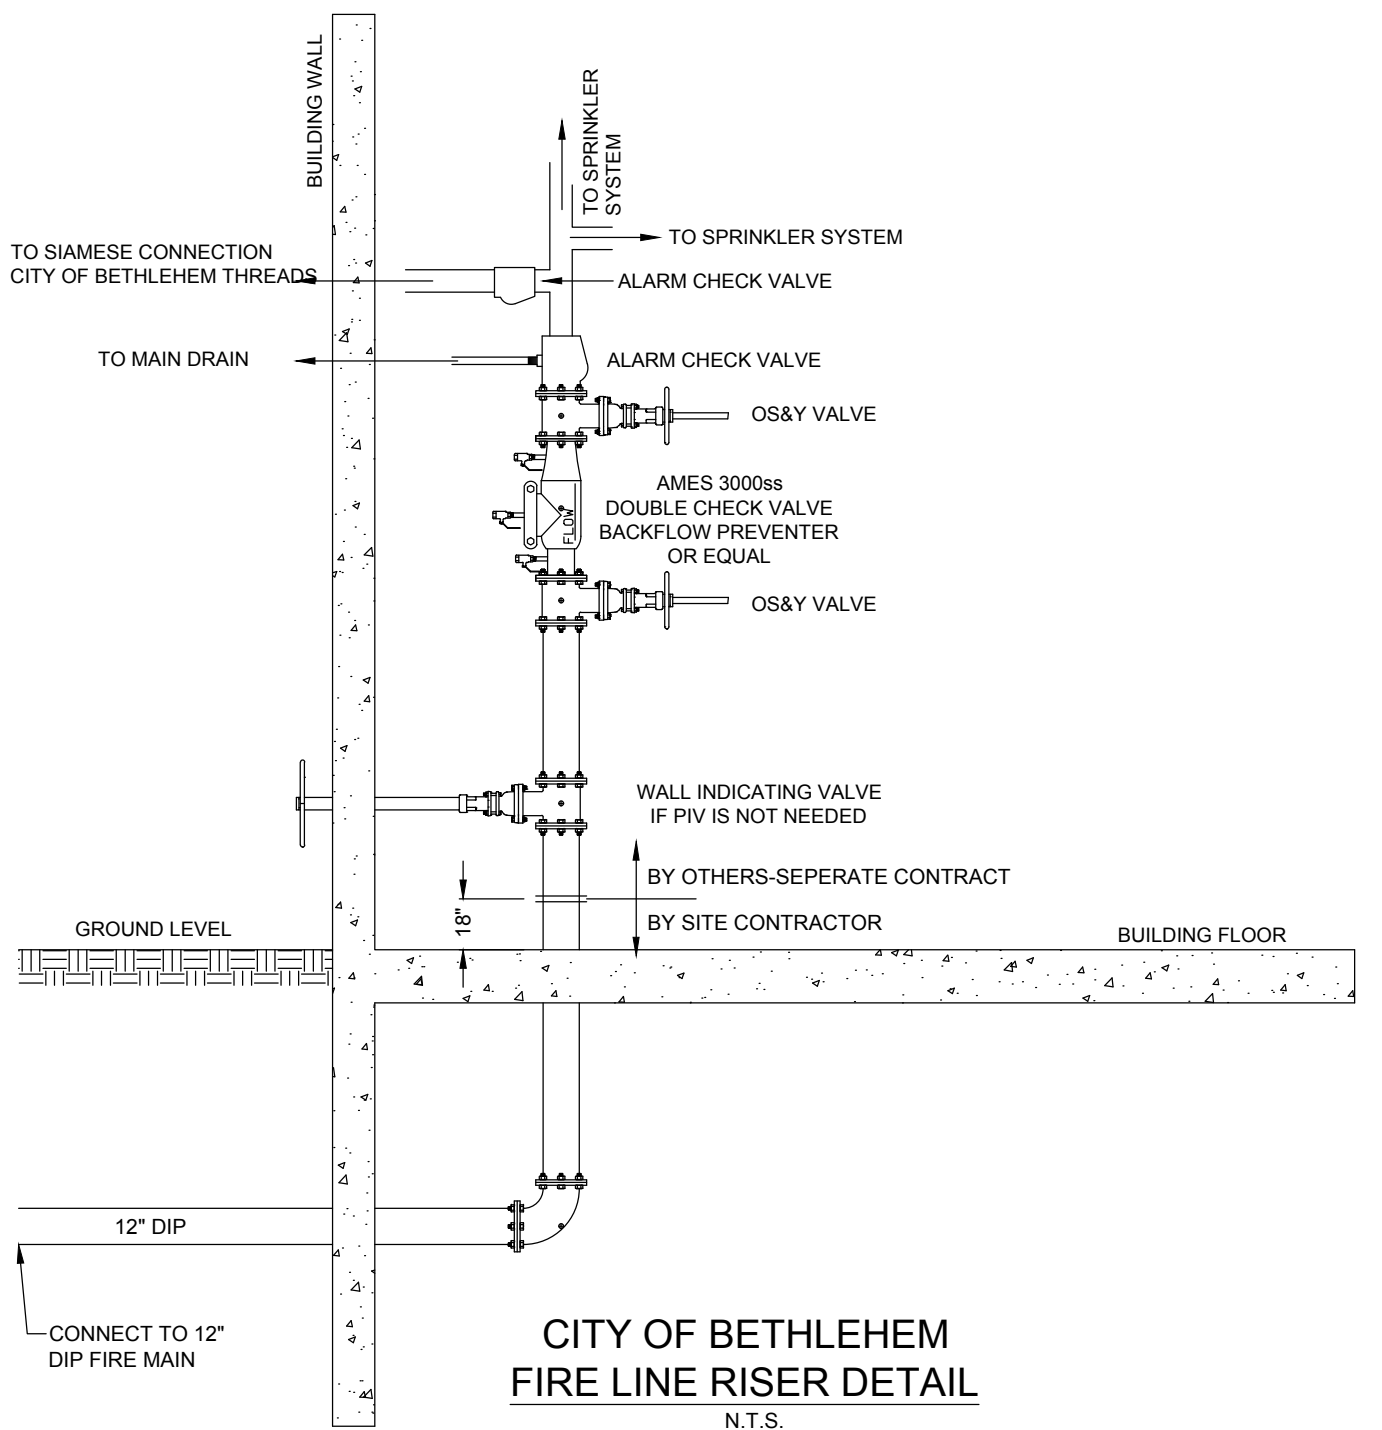 BUILDING WALL
TO SPRINKLER
SYSTEM
TO SPRINKLER SYSTEM
TO SIAMESE CONNECTION
CITY OF BETHLEHEM THREADS
ALARM CHECK VALVE
TO MAIN DRAIN
ALARM CHECK VALVE
OS&Y VALVE
AMES 3000ss
DOUBLE CHECK VALVE
BACKFLOW PREVENTER
OR EQUAL
FLOW
OS&Y VALVE
WALL INDICATING VALVE
IF PIV IS NOT NEEDED
BY OTHERS-SEPERATE CONTRACT
18"
BY SITE CONTRACTOR
GROUND LEVEL
BUILDING FLOOR
12" DIP
CONNECT TO 12"
DIP FIRE MAIN
CITY OF BETHLEHEM
FIRE LINE RISER DETAIL
N.T.S.